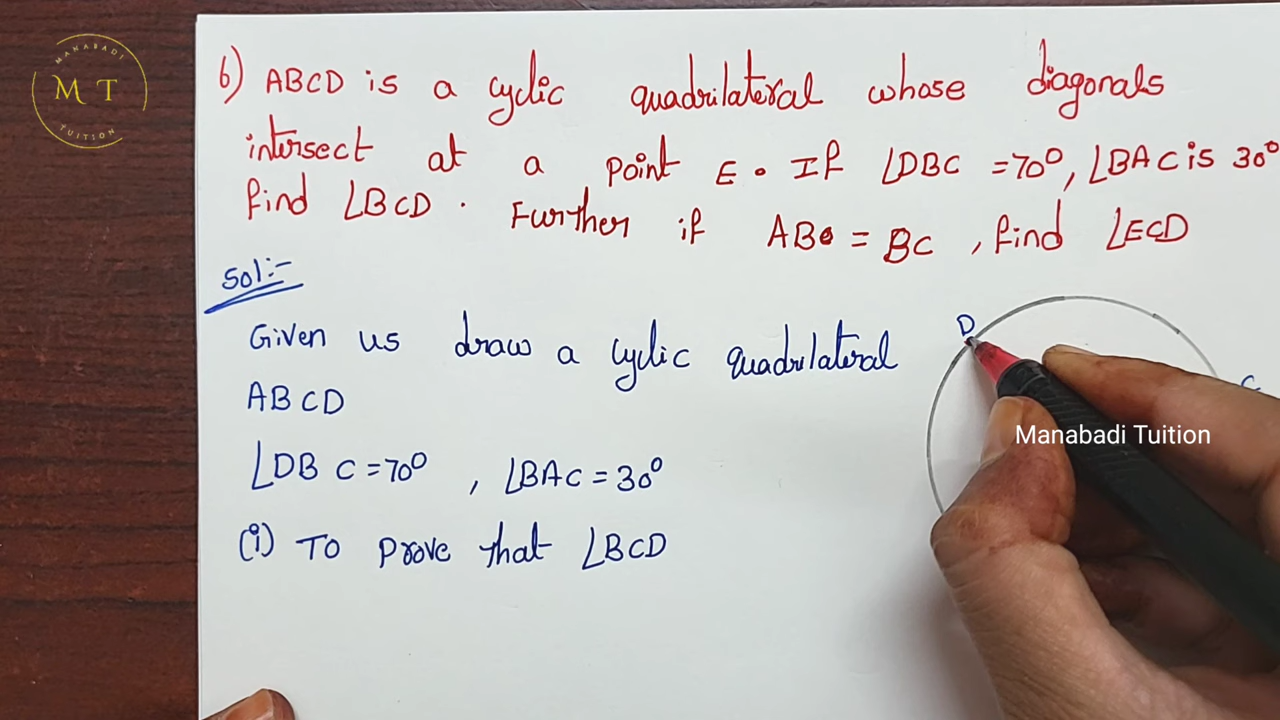 MANABADI
M T
TUITION
6) ABCD is a cyclic quadrilateral whose diagonals
intersect at a point E. If ∠DBC = 70°, ∠BAC is 30°
find ∠BCD. Further if AB = BC, find ∠ECD
Sol:-
Given us draw a cyclic quadrilateral
ABCD
∠DBC = 70°, ∠BAC = 30°
(i) To prove that ∠BCD
D
C
Manabadi Tuition